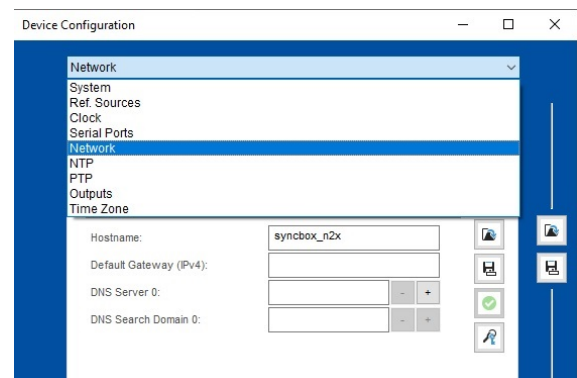 Device Configuration
Network
System
Ref. Sources
Clock
Serial Ports
Network
NTP
PTP
Outputs
Time Zone
Hostname: syncbox_n2x
Default Gateway (IPv4):
DNS Server 0: - +
DNS Search Domain 0: - +